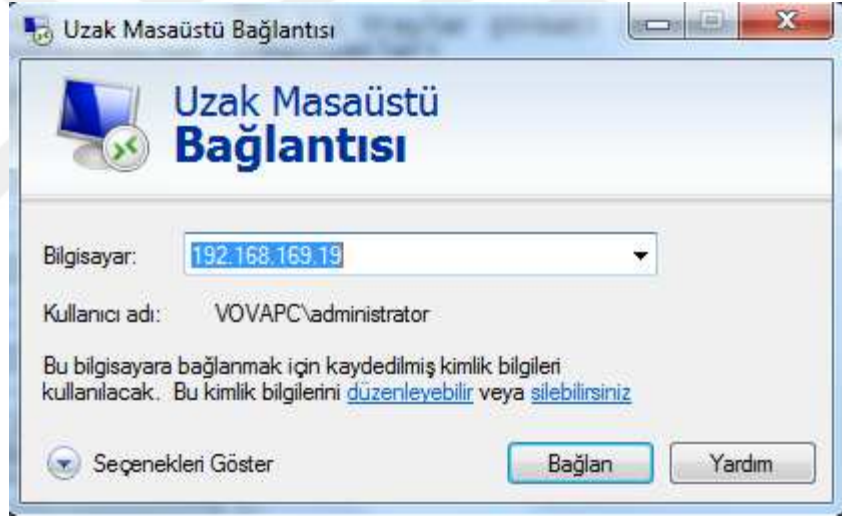 Uzak Masaüstü Bağlantısı
Uzak Masaüstü
Bağlantısı
Bilgisayar: 192.168.169.19
Kullanıcı adı: VOVAPC\administrator
Bu bilgisayara bağlanmak için kaydedilmiş kimlik bilgileri
kullanılacak. Bu kimlik bilgilerini düzenleyebilir veya silebilirsiniz
Seçenekleri Göster Bağlan Yardım